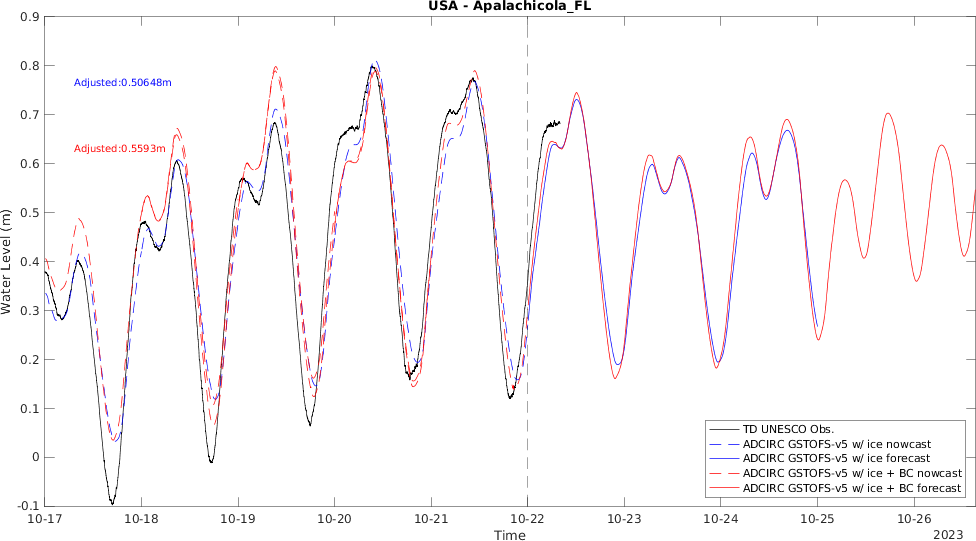 USA - Apalachicola_FL
0.9
0.8
0.7
0.6
0.5
0.4
0.3
0.2
0.1
0
-0.1
Water Level (m)
Adjusted:0.50648m
Adjusted:0.5593m
TD UNESCO Obs.
ADCIRC GSTOFS-v5 w/ ice nowcast
ADCIRC GSTOFS-v5 w/ ice forecast
ADCIRC GSTOFS-v5 w/ ice + BC nowcast
ADCIRC GSTOFS-v5 w/ ice + BC forecast
10-17 10-18 10-19 10-20 10-21 10-22 10-23 10-24 10-25 10-26
Time
2023